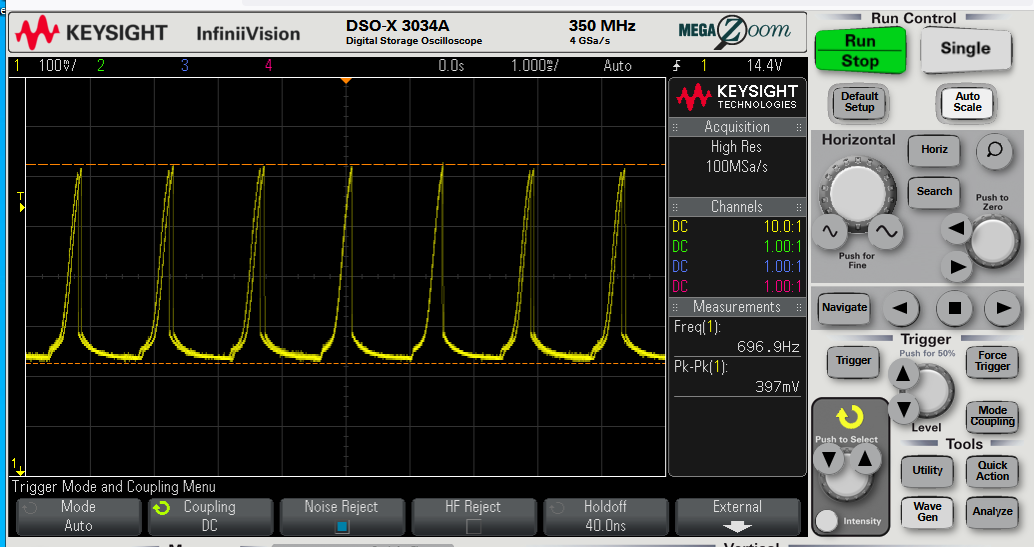 KEYSIGHT InfiniiVision DSO-X 3034A 350 MHz MEGA Zoom
Digital Storage Oscilloscope 4 GSa/s
1 100mV/ 2 3 4 0.0s 1.000ms/ Auto 1 14.4V
KEYSIGHT
TECHNOLOGIES
Acquisition
High Res
100MSa/s
Channels
DC 10.0:1
DC 1.00:1
DC 1.00:1
DC 1.00:1
Measurements
Freq(1):
696.9Hz
Pk-Pk(1):
397mV
T
1
Trigger Mode and Coupling Menu
Mode
Auto
Coupling
DC
Noise Reject
HF Reject
Holdoff
40.0ns
External
Run Control
Run
Stop
Single
Default
Setup
Auto
Scale
Horizontal
Horiz
Search
Push to
Zero
Push for
Fine
Navigate
Trigger
Push for 50%
Trigger
Force
Trigger
Mode
Coupling
Level
Push to Select
Intensity
Tools
Utility
Quick
Action
Wave
Gen
Analyze
Vertical